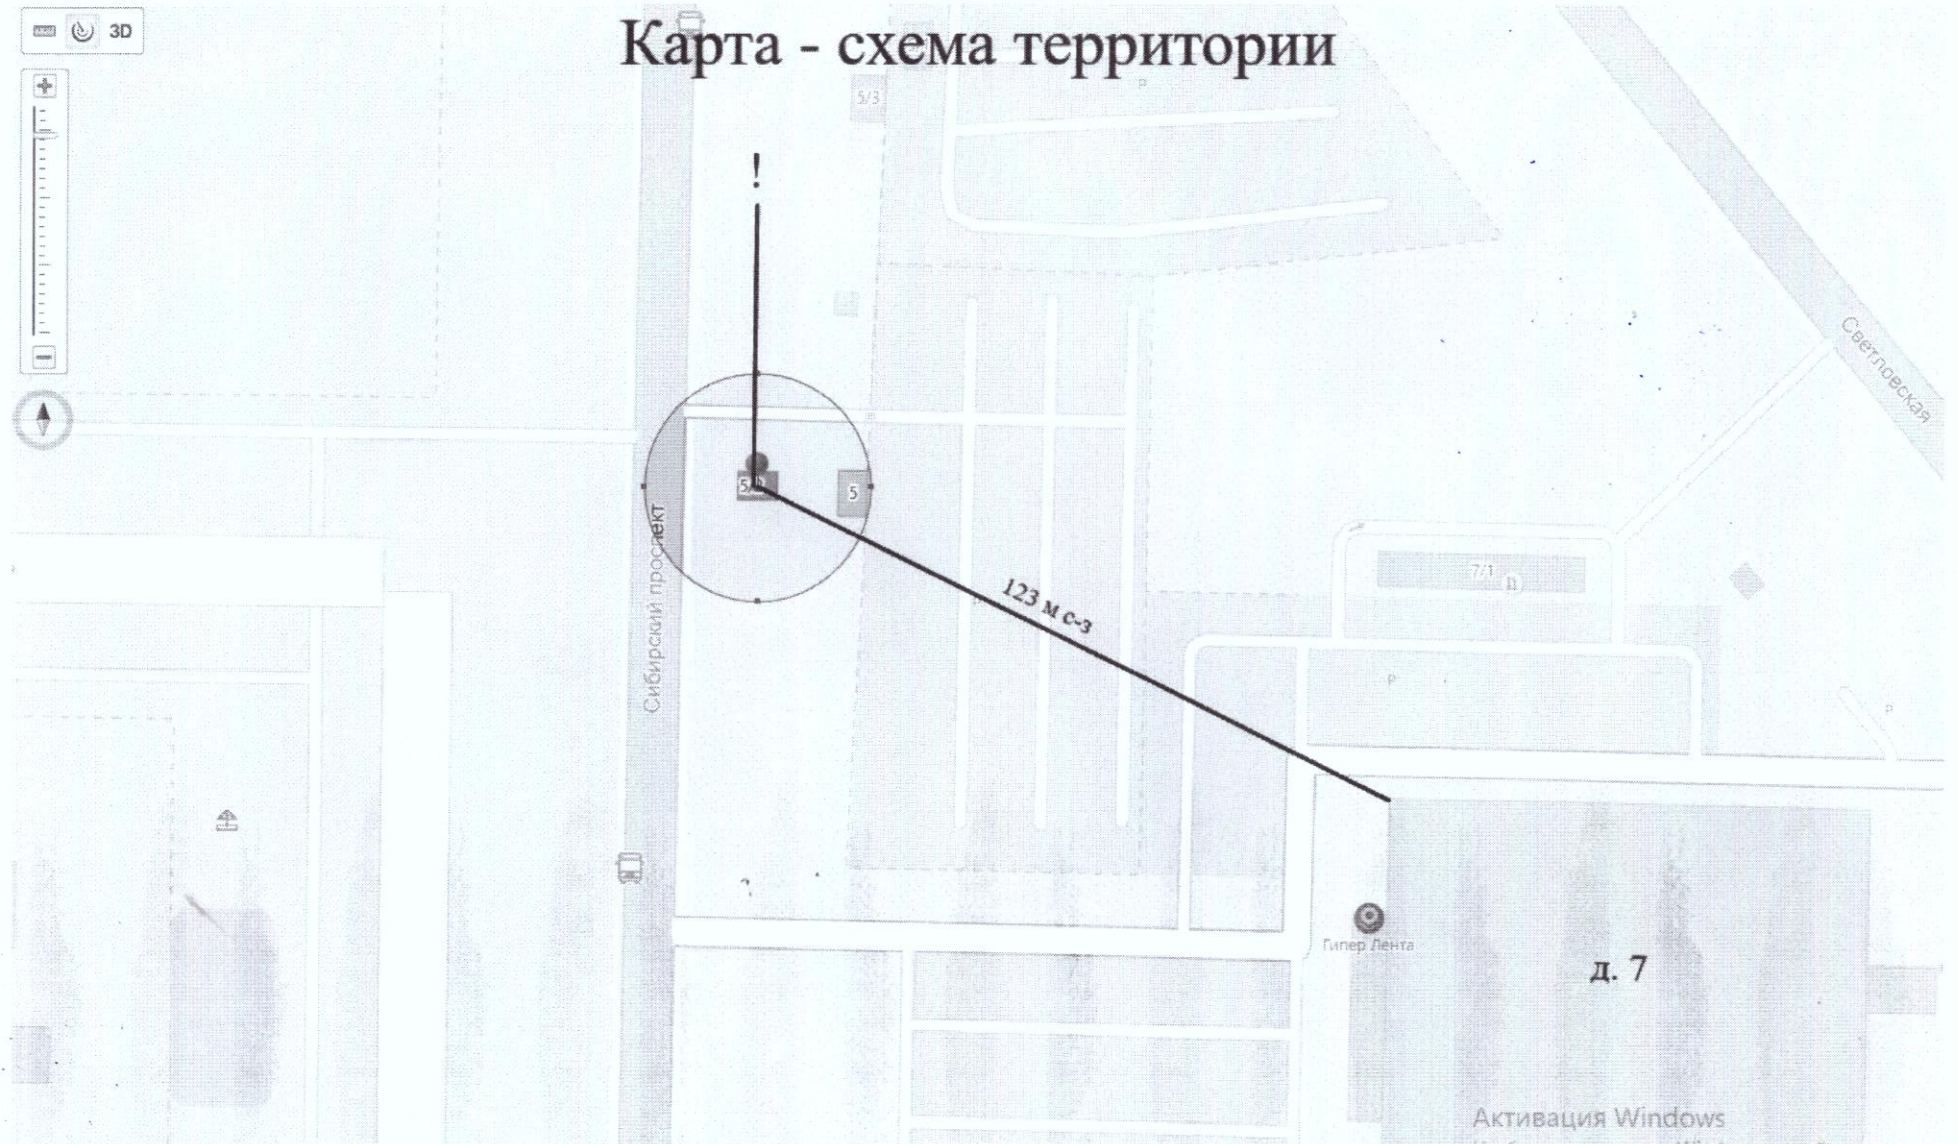 3D
Карта - схема территории
5/3
P
!
Светловская
5
7/1
Сибирский проспект
123 м с-з
P
P
Гипер Лента
д. 7
Активация Windows